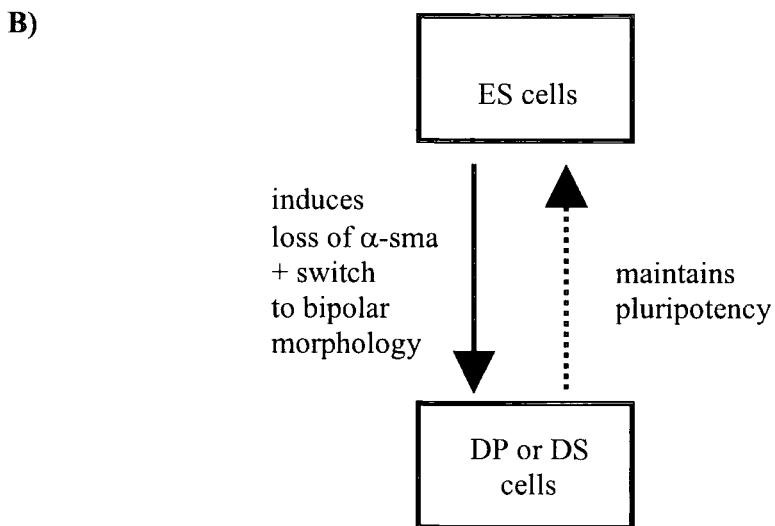 B)
ES cells
induces
loss of α-sma
+ switch
to bipolar
morphology
maintains
pluripotency
DP or DS
cells